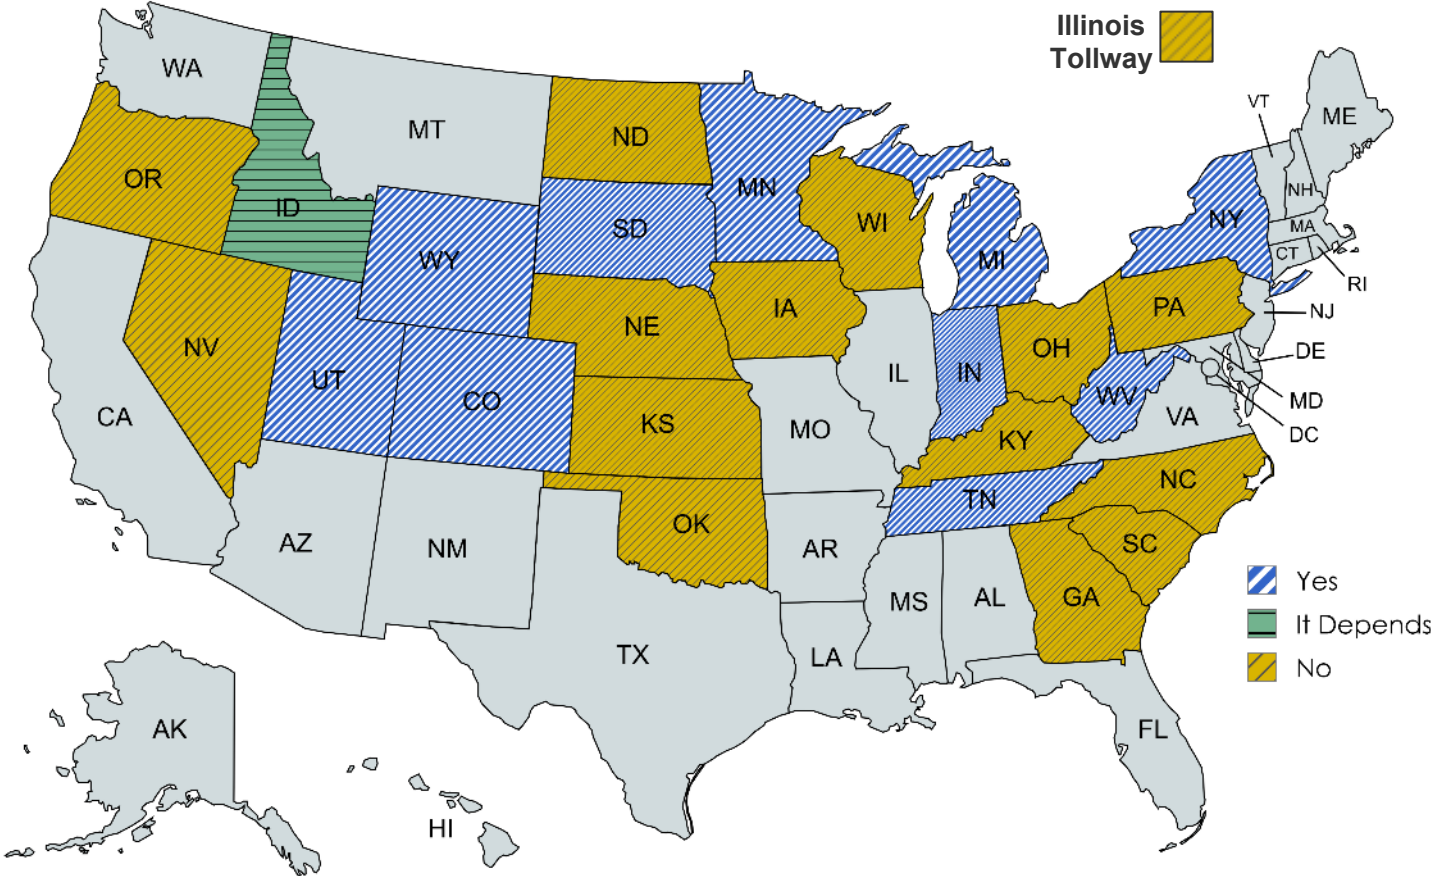 Illinois
Tollway
WA
MT
ND
MN
OR
ID
WY
SD
WI
MI
NY
VT
ME
NH
MA
CT
RI
NJ
PA
DE
MD
DC
NV
UT
CO
NE
IA
IL
IN
OH
WV
VA
CA
KS
MO
KY
TN
NC
SC
AZ
NM
OK
AR
MS
AL
GA
TX
LA
FL
AK
HI
Yes
It Depends
No